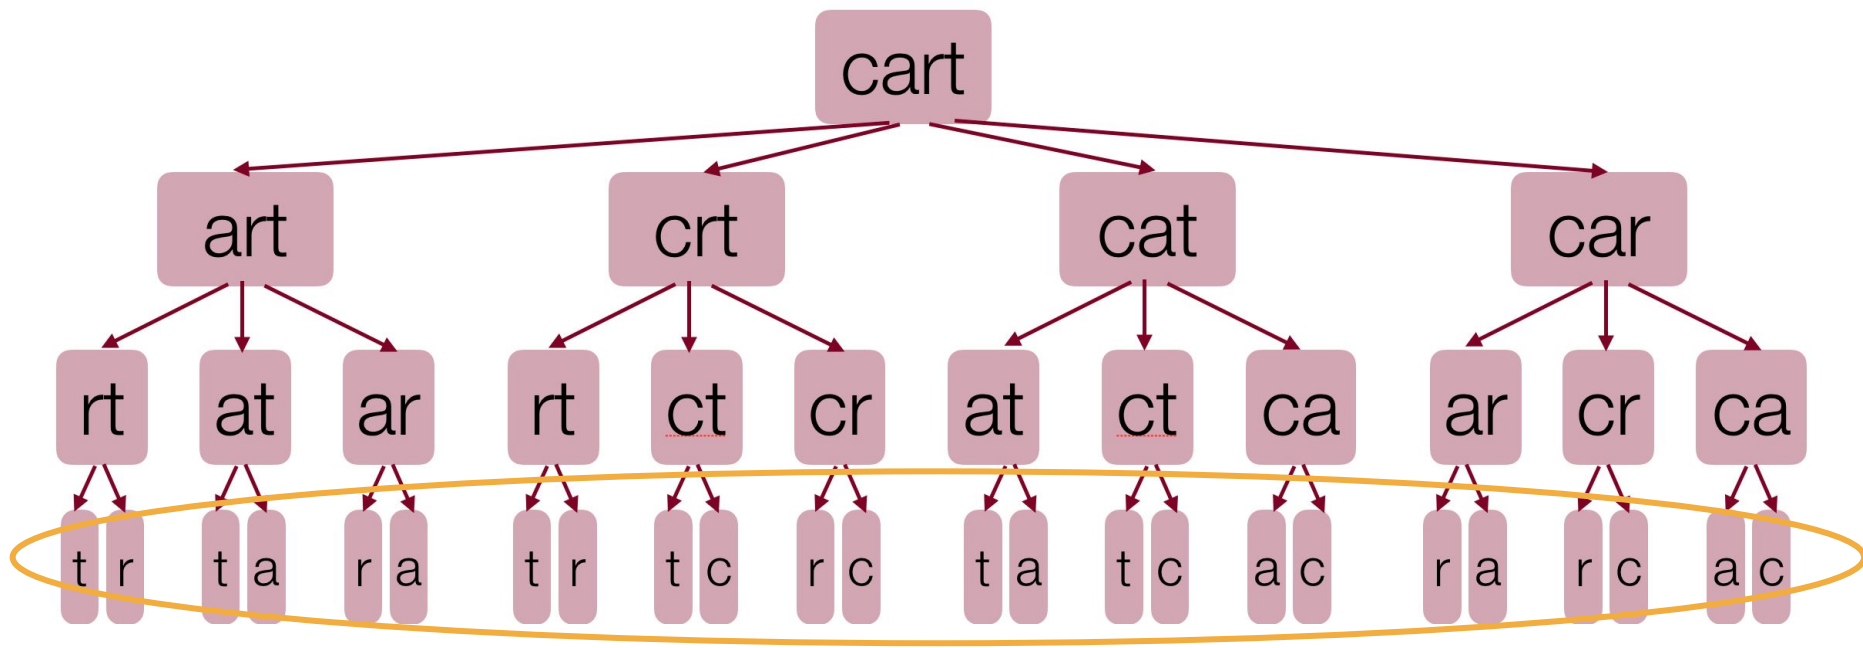 cart
art crt cat car
rt at ar rt ct cr at ct ca ar cr ca
t r t a r a t r t c r c t a t c a c r a r c a c